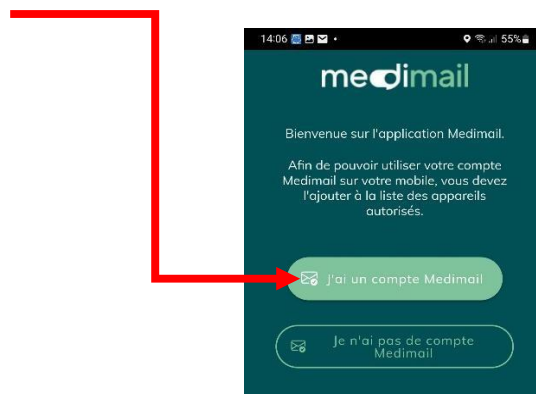 14:06 55%
medimail
Bienvenue sur l'application Medimail.
Afin de pouvoir utiliser votre compte
Medimail sur votre mobile, vous devez
l'ajouter à la liste des appareils
autorisés.
J'ai un compte Medimail
Je n'ai pas de compte
Medimail